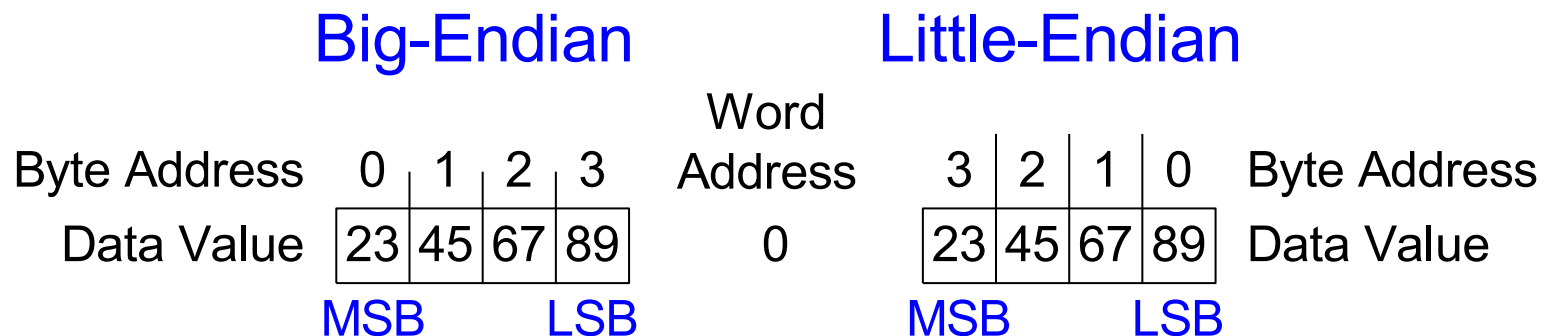 Big-Endian Little-Endian
Word
Byte Address 0 1 2 3 Address 3 2 1 0 Byte Address
Data Value 23 45 67 89 0 23 45 67 89 Data Value
MSB LSB MSB LSB